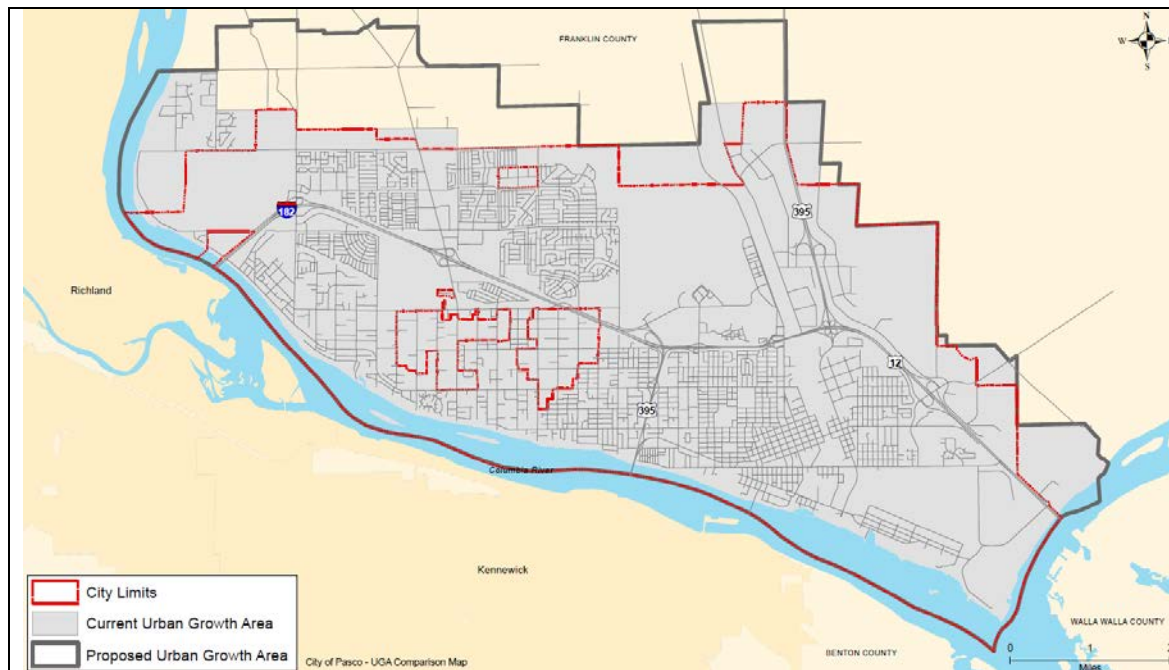 FRANKLIN COUNTY
N
W
S
182
395
Richland
12
395
Columbia River
Kennewick
City Limits
Current Urban Growth Area
Proposed Urban Growth Area
City of Pasco - UGA Comparison Map
WALLA WALLA COUNTY
BENTON COUNTY
0 1
Miles